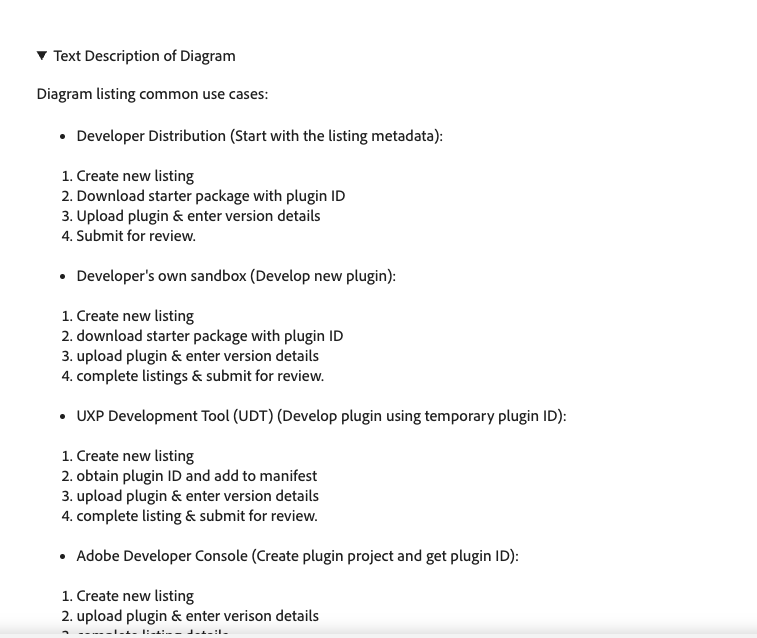 ▼ Text Description of Diagram
Diagram listing common use cases:
• Developer Distribution (Start with the listing metadata):
1. Create new listing
2. Download starter package with plugin ID
3. Upload plugin & enter version details
4. Submit for review.
• Developer's own sandbox (Develop new plugin):
1. Create new listing
2. download starter package with plugin ID
3. upload plugin & enter version details
4. complete listings & submit for review.
• UXP Development Tool (UDT) (Develop plugin using temporary plugin ID):
1. Create new listing
2. obtain plugin ID and add to manifest
3. upload plugin & enter version details
4. complete listing & submit for review.
• Adobe Developer Console (Create plugin project and get plugin ID):
1. Create new listing
2. upload plugin & enter verison details
3. complete listing details